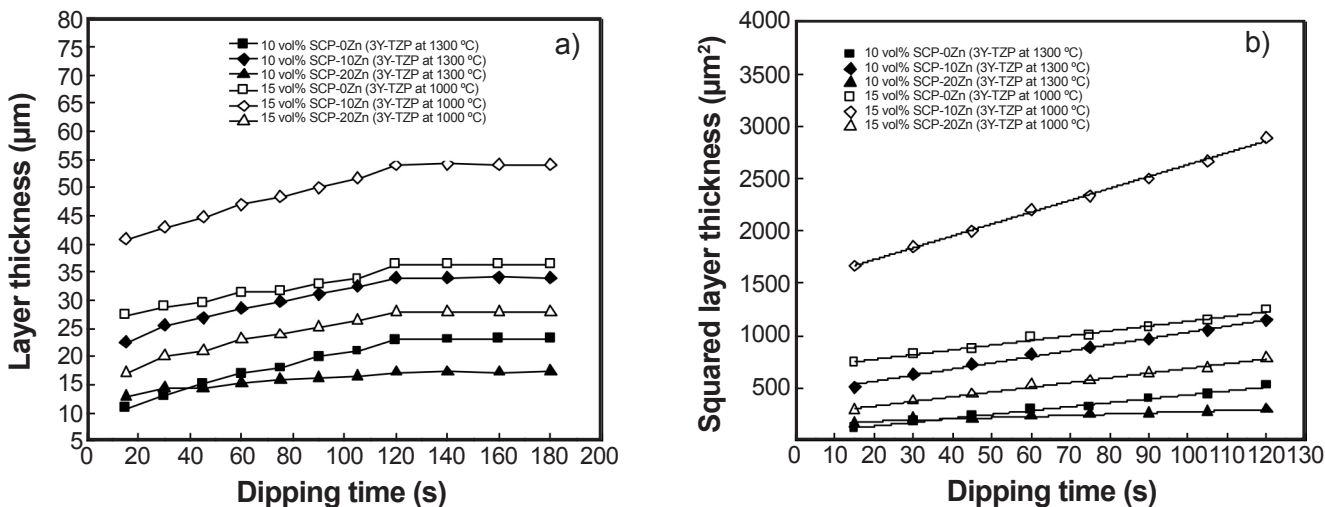 a)
10 vol% SCP-0Zn (3Y-TZP at 1300 ºC)
10 vol% SCP-10Zn (3Y-TZP at 1300 ºC)
10 vol% SCP-20Zn (3Y-TZP at 1300 ºC)
15 vol% SCP-0Zn (3Y-TZP at 1000 ºC)
15 vol% SCP-10Zn (3Y-TZP at 1000 ºC)
15 vol% SCP-20Zn (3Y-TZP at 1000 ºC)
Layer thickness (µm)
80
75
70
65
60
55
50
45
40
35
30
25
20
15
10
5
0 20 40 60 80 100 120 140 160 180 200
Dipping time (s)
b)
10 vol% SCP-0Zn (3Y-TZP at 1300 ºC)
10 vol% SCP-10Zn (3Y-TZP at 1300 ºC)
10 vol% SCP-20Zn (3Y-TZP at 1300 ºC)
15 vol% SCP-0Zn (3Y-TZP at 1000 ºC)
15 vol% SCP-10Zn (3Y-TZP at 1000 ºC)
15 vol% SCP-20Zn (3Y-TZP at 1000 ºC)
Squared layer thickness (µm²)
4000
3500
3000
2500
2000
1500
1000
500
0 10 20 30 40 50 60 70 80 90 100 110 120 130
Dipping time (s)